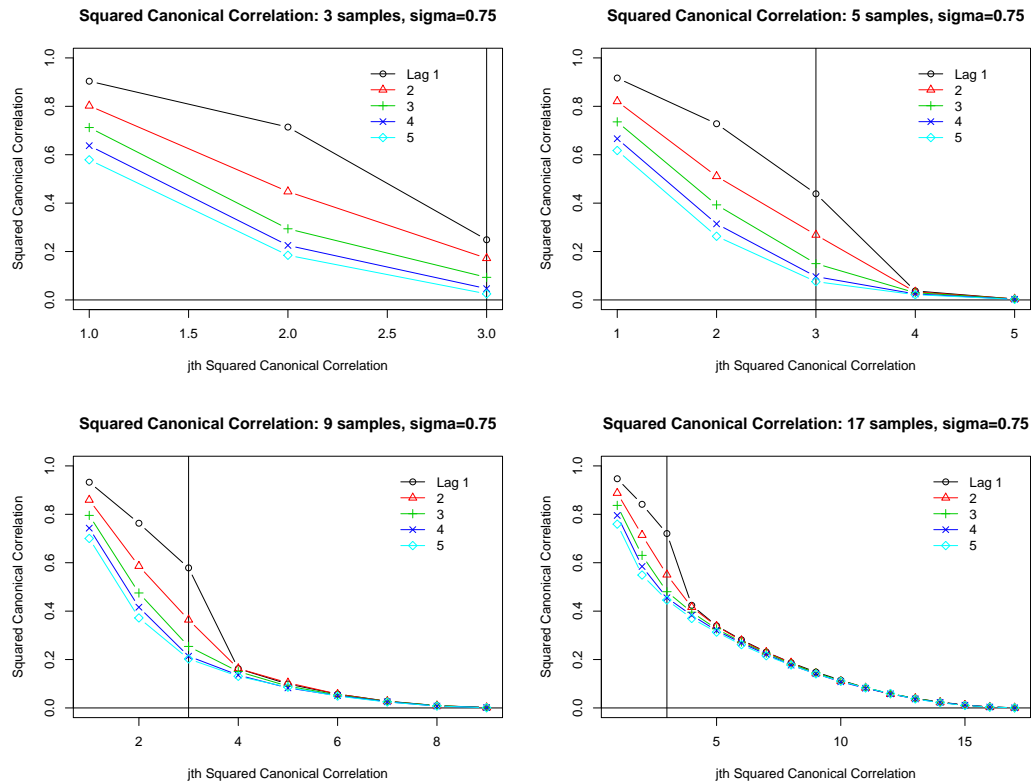 Squared Canonical Correlation: 3 samples, sigma=0.75
Squared Canonical Correlation
0.0 0.2 0.4 0.6 0.8 1.0
Lag 1
2
3
4
5
1.0 1.5 2.0 2.5 3.0
jth Squared Canonical Correlation
Squared Canonical Correlation: 5 samples, sigma=0.75
Squared Canonical Correlation
0.0 0.2 0.4 0.6 0.8 1.0
Lag 1
2
3
4
5
1 2 3 4 5
jth Squared Canonical Correlation
Squared Canonical Correlation: 9 samples, sigma=0.75
Squared Canonical Correlation
0.0 0.2 0.4 0.6 0.8 1.0
Lag 1
2
3
4
5
2 4 6 8
jth Squared Canonical Correlation
Squared Canonical Correlation: 17 samples, sigma=0.75
Squared Canonical Correlation
0.0 0.2 0.4 0.6 0.8 1.0
Lag 1
2
3
4
5
5 10 15
jth Squared Canonical Correlation